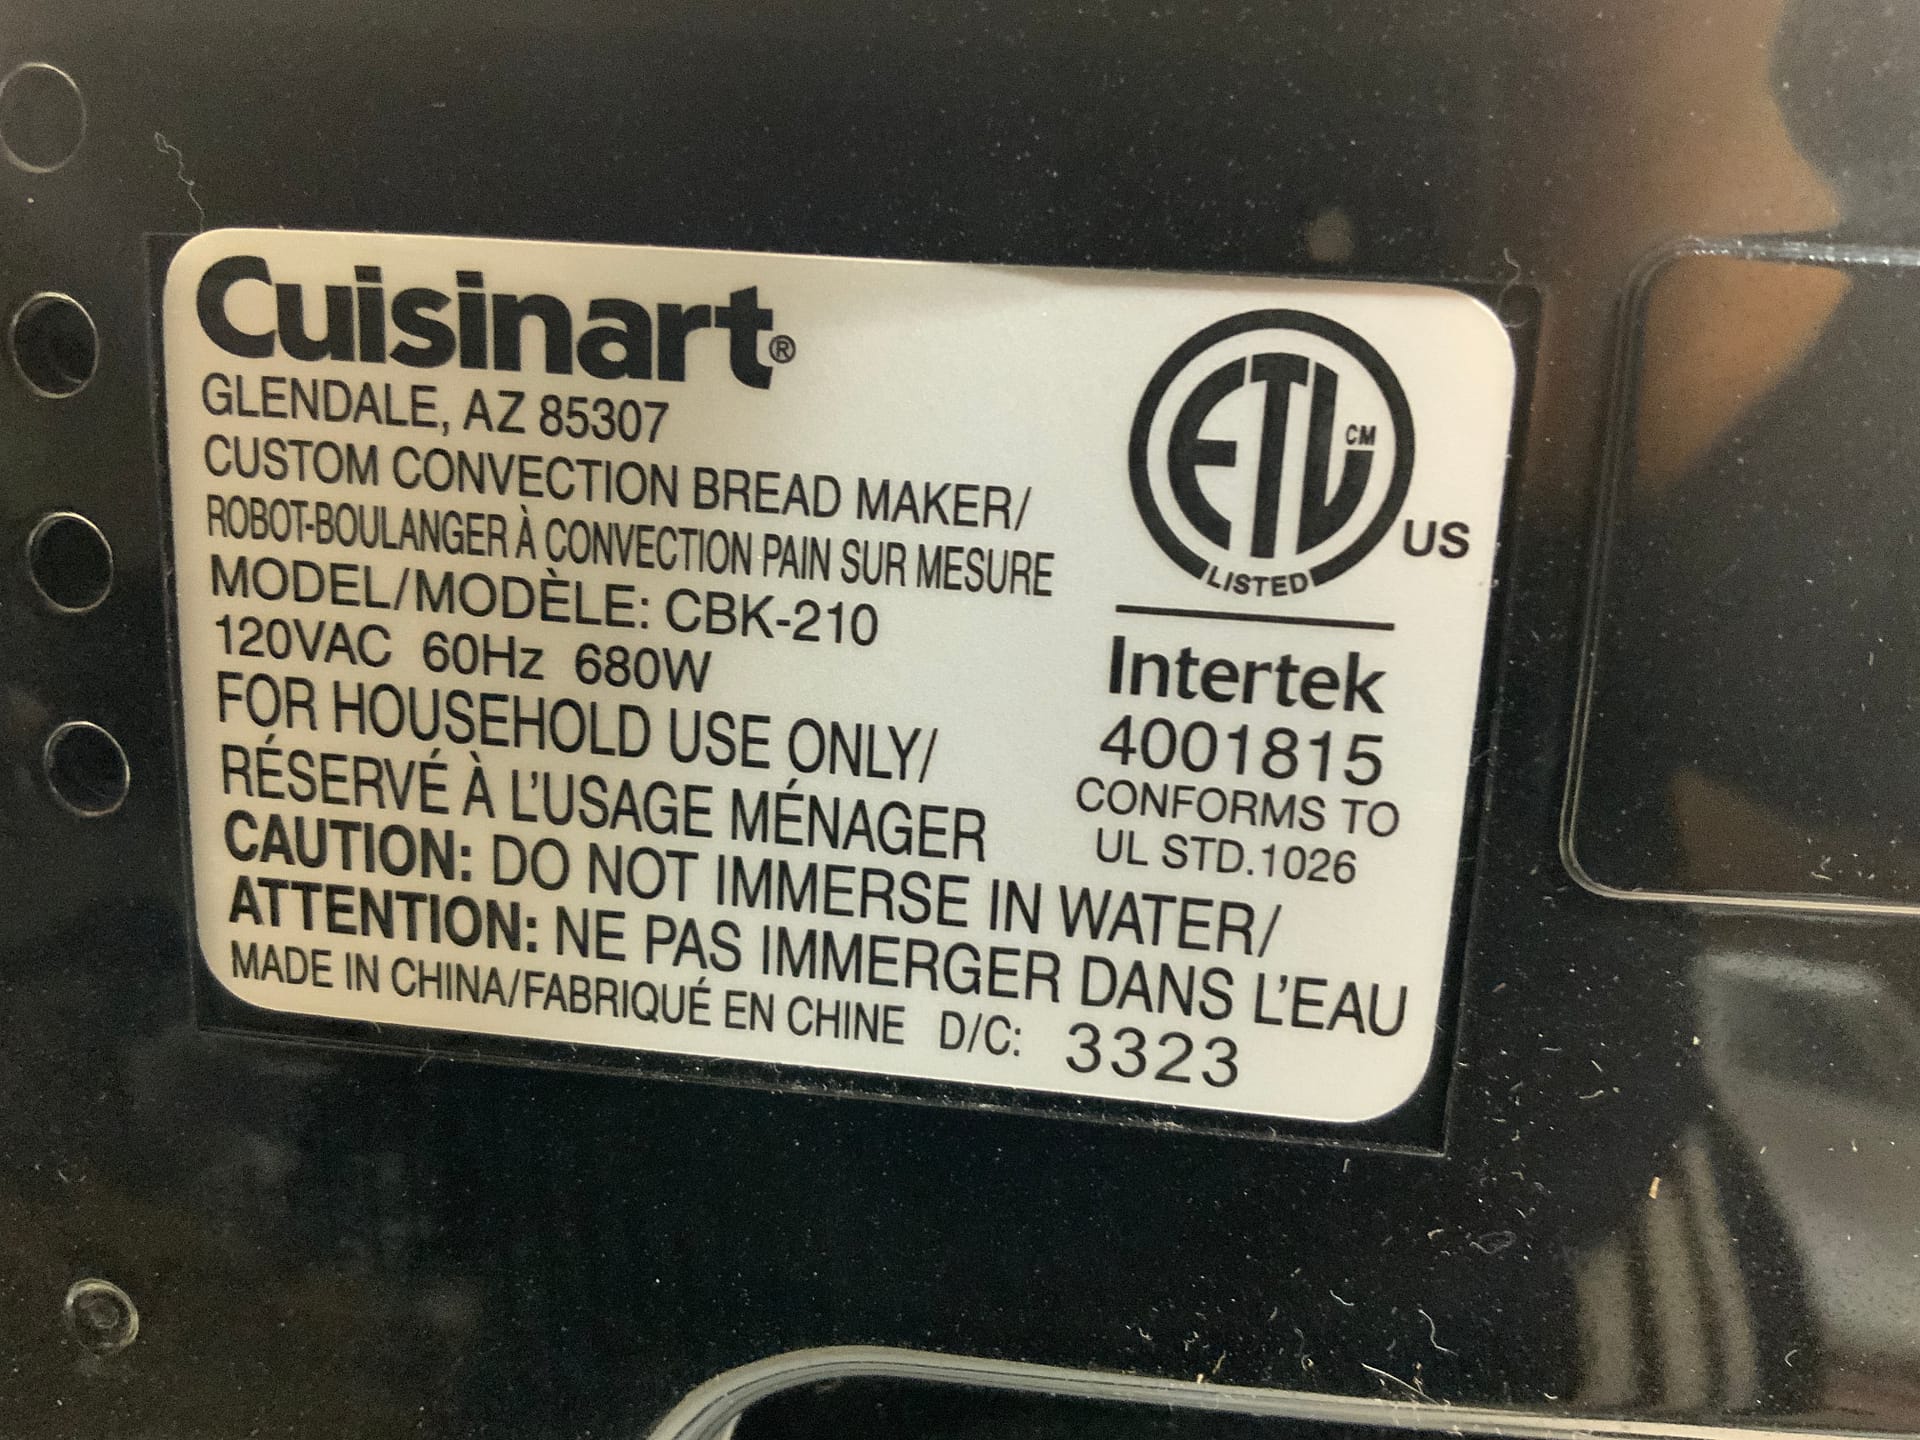 Cuisinart®
GLENDALE, AZ 85307
CUSTOM CONVECTION BREAD MAKER/
ROBOT-BOULANGER À CONVECTION PAIN SUR MESURE
MODEL/MODÈLE: CBK-210
120VAC 60Hz 680W
FOR HOUSEHOLD USE ONLY/
RÉSERVÉ À L'USAGE MÉNAGER
CAUTION: DO NOT IMMERSE IN WATER/
ATTENTION: NE PAS IMMERGER DANS L'EAU
MADE IN CHINA/FABRIQUÉ EN CHINE D/C: 3323
ETL CM
LISTED
US
Intertek
4001815
CONFORMS TO
UL STD.1026